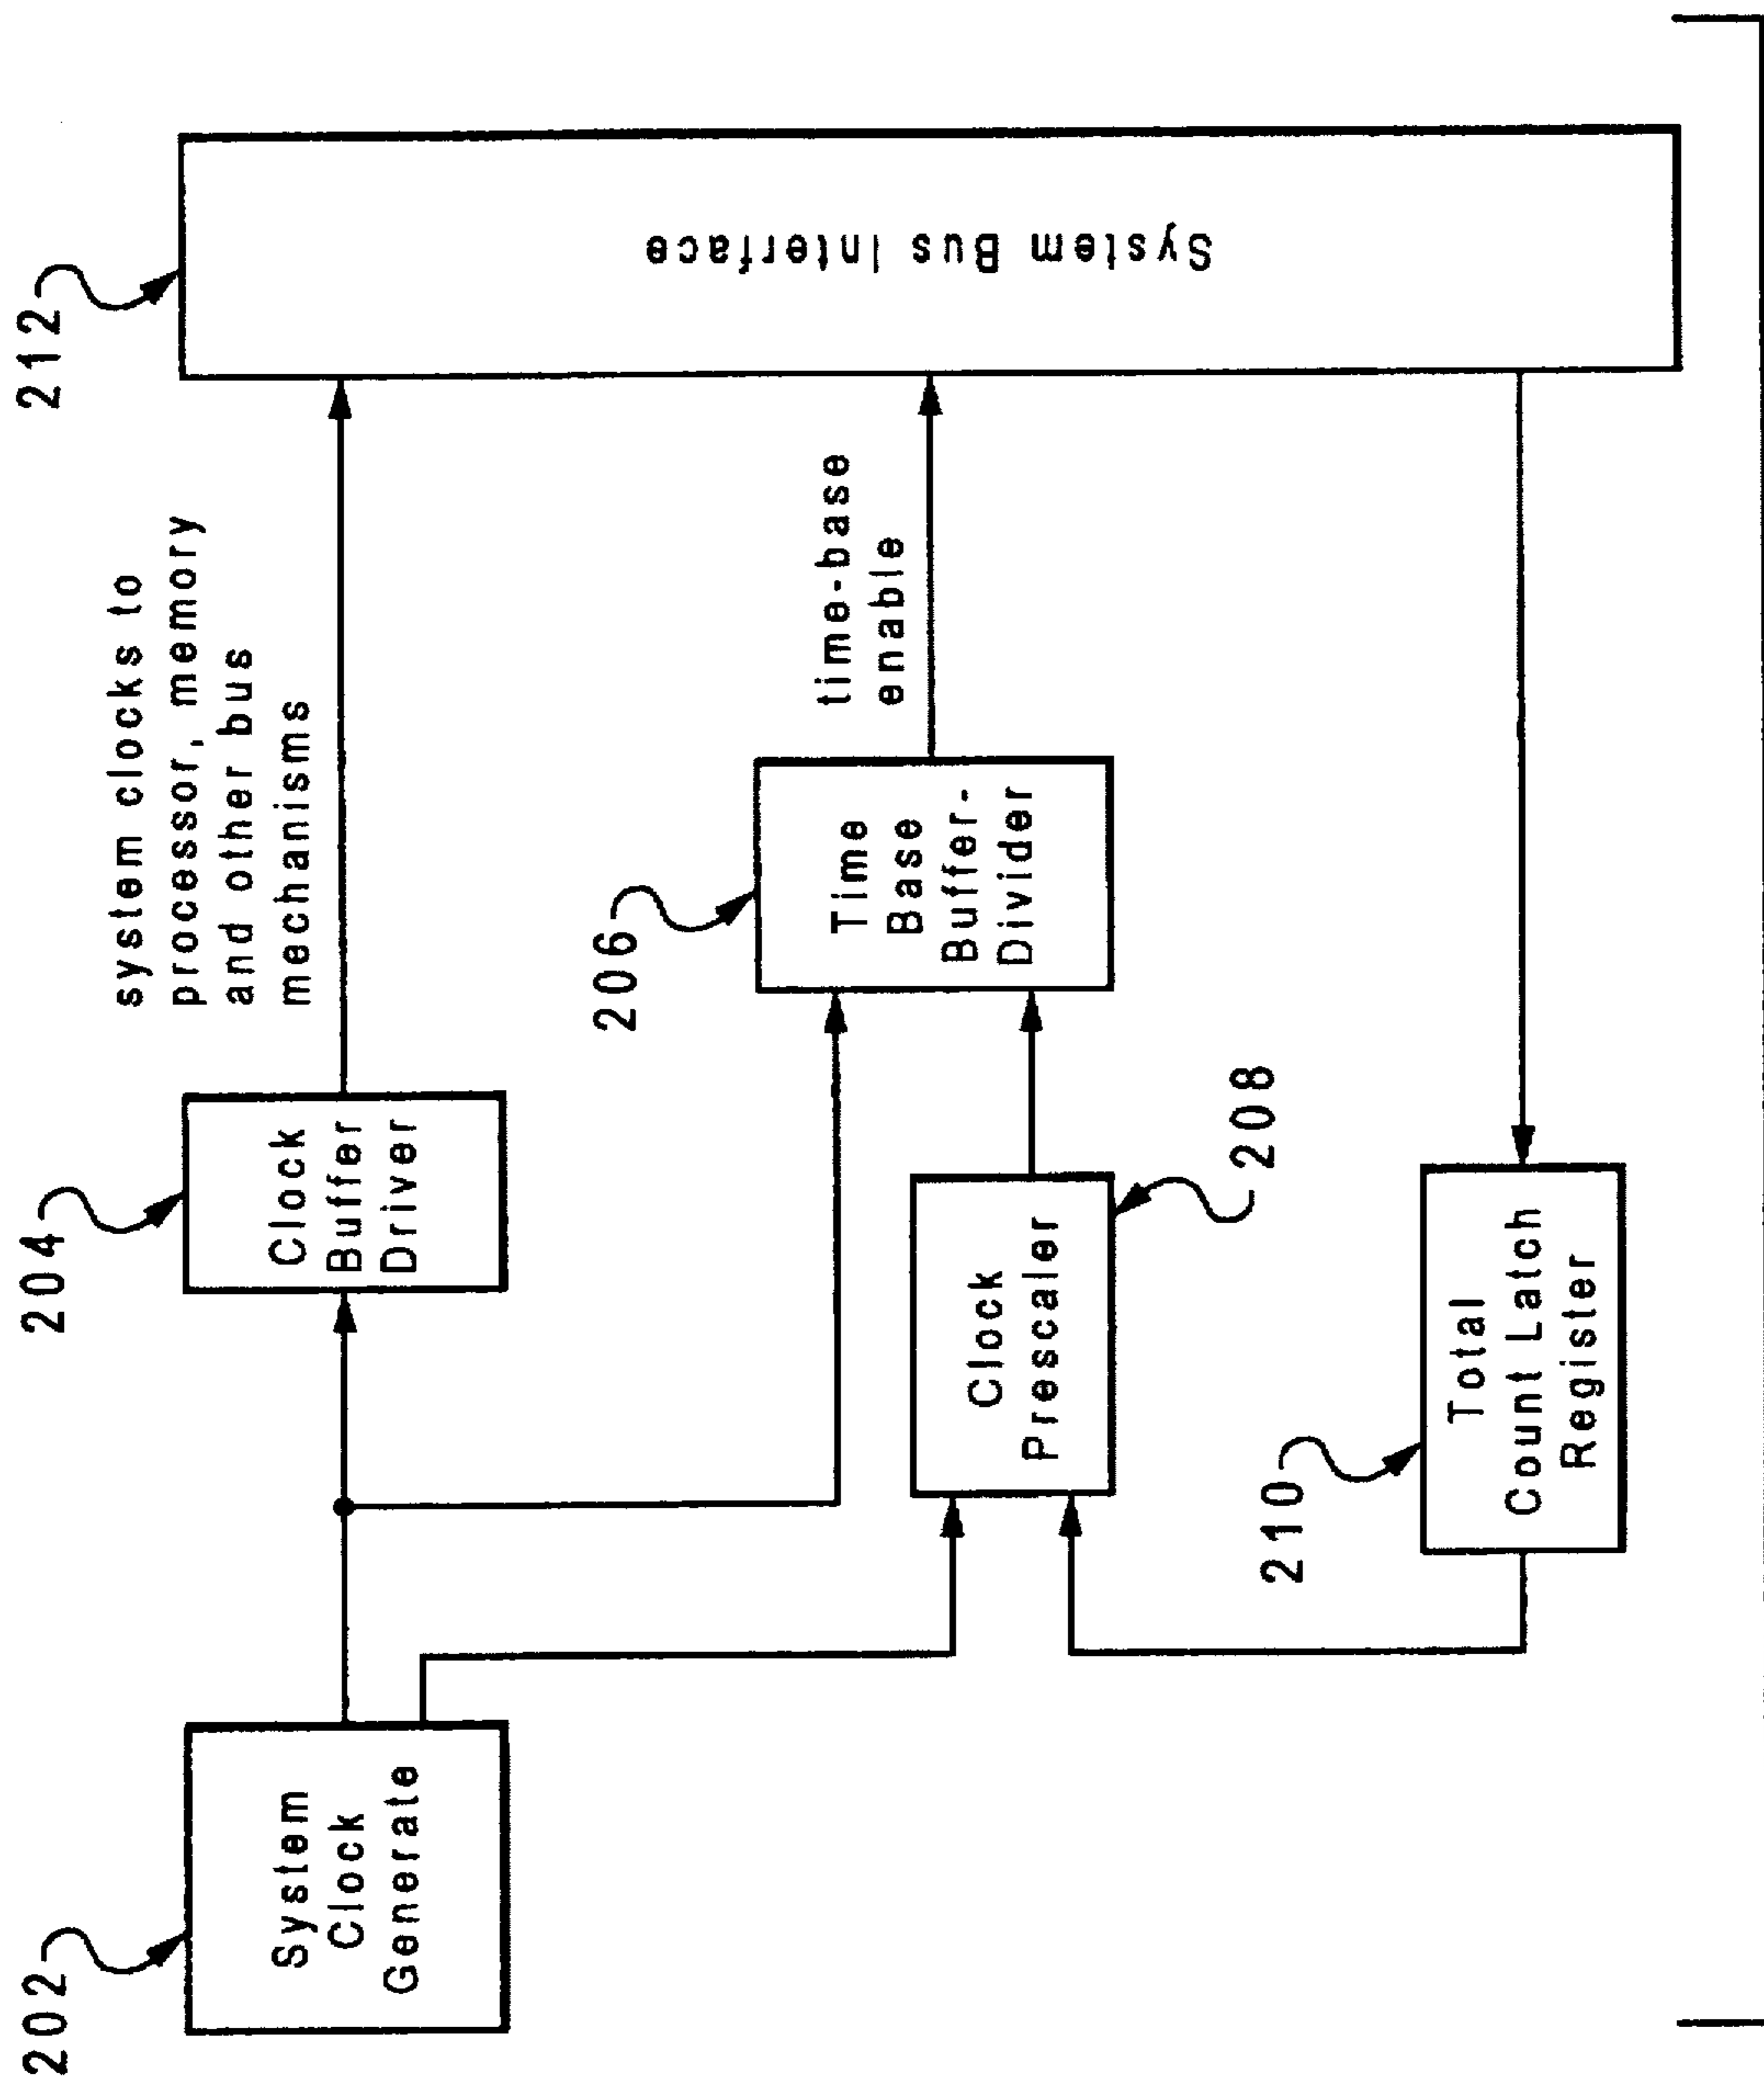 202
System
Clock
Generate
204
Clock
Buffer
Driver
system clocks to
processor, memory
and other bus
mechanisms
212
System Bus Interface
206
Time
Base
Buffer-
Divider
time-base
enable
Clock
Prescaler
208
210
Total
Count Latch
Register